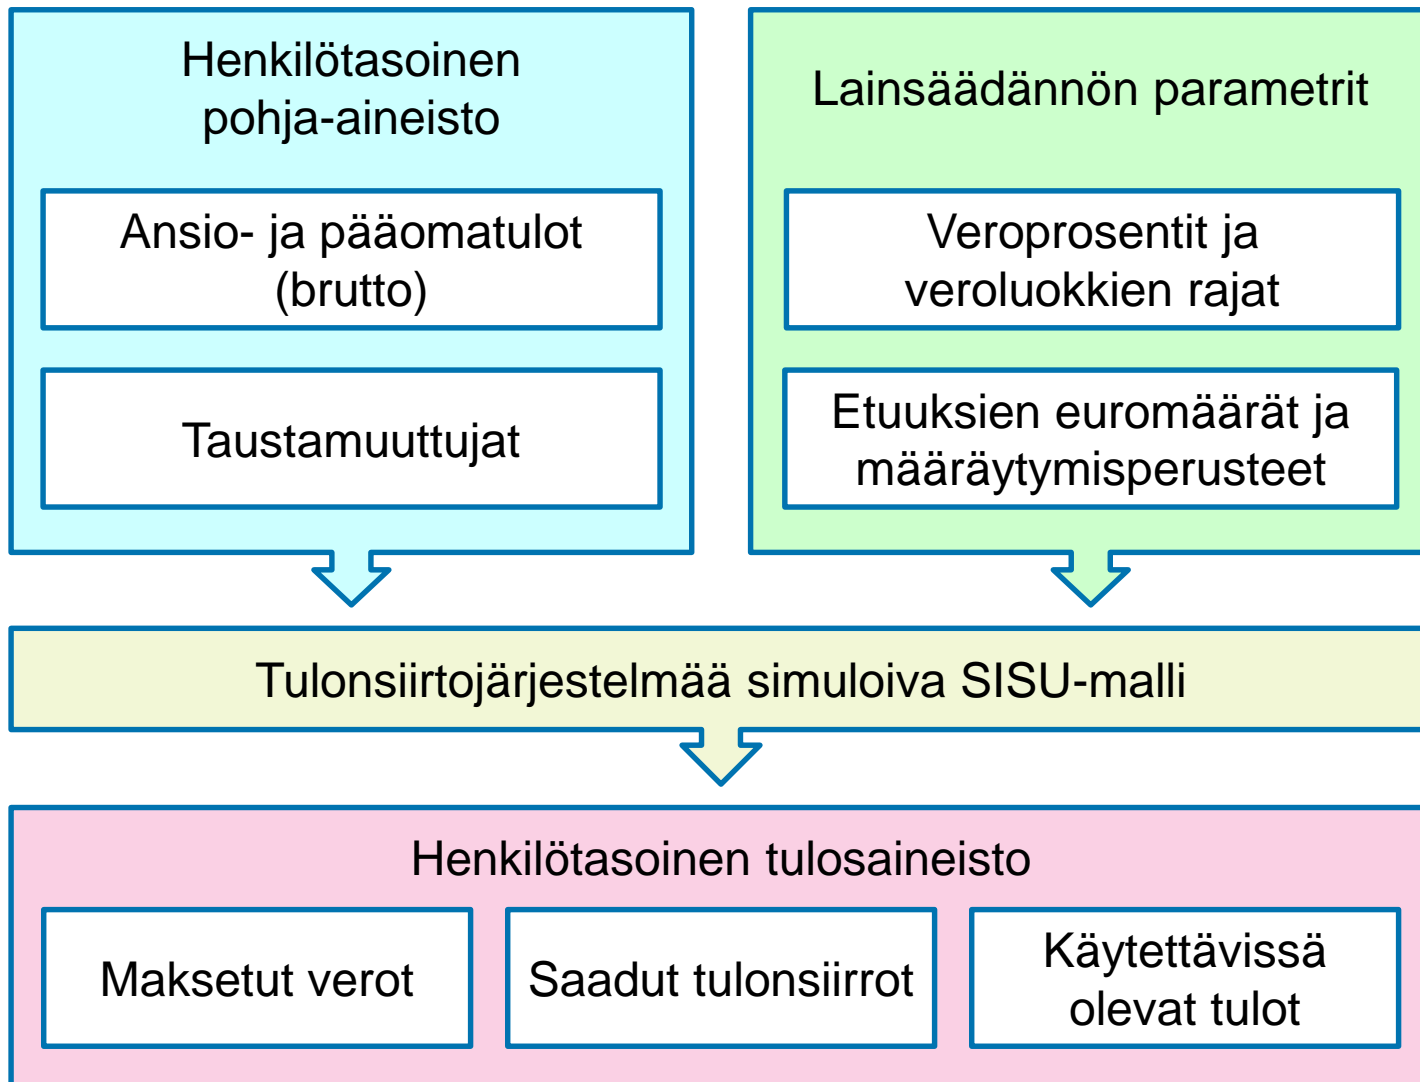 Henkilötasoinen
pohja-aineisto
Ansio- ja pääomatulot
(brutto)
Taustamuuttujat
Lainsäädännön parametrit
Veroprosentit ja
veroluokkien rajat
Etuuksien euromäärät ja
määräytymisperusteet
Tulonsiirtojärjestelmää simuloiva SISU-malli
Henkilötasoinen tulosaineisto
Maksetut verot
Saadut tulonsiirrot
Käytettävissä
olevat tulot